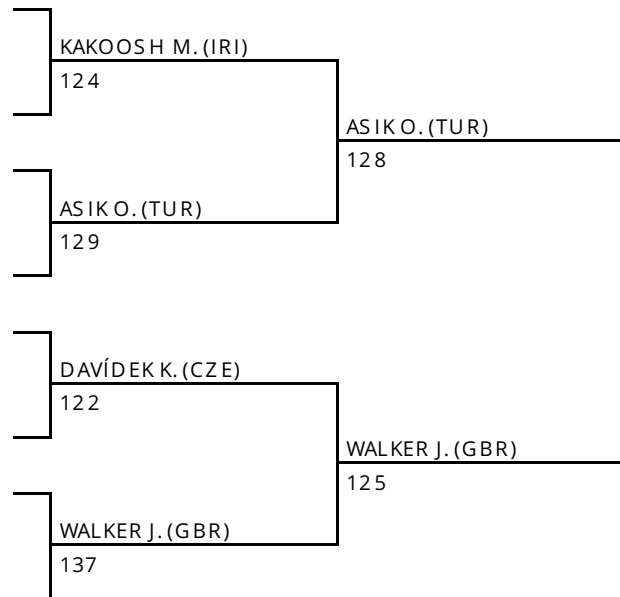 KAKOOSH M. (IRI)
124
ASIK O. (TUR)
128
ASIK O. (TUR)
129
DAVÍDEK K. (CZE)
122
WALKER J. (GBR)
125
WALKER J. (GBR)
137